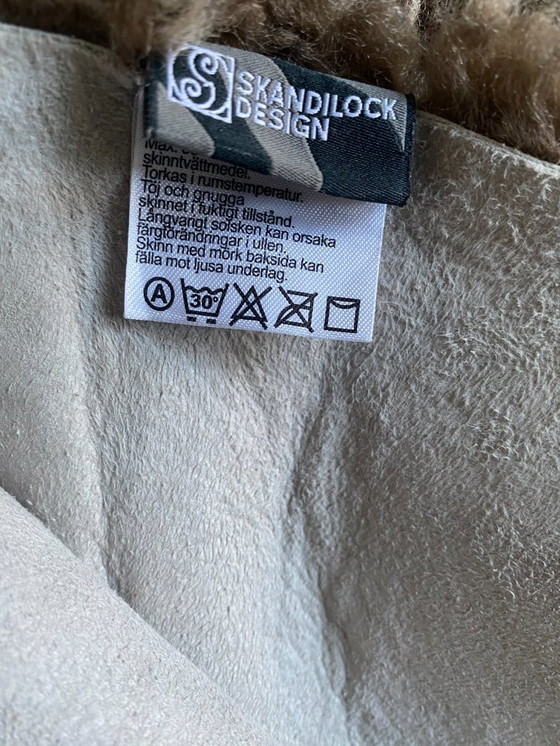 SKANDILOCK
DESIGN
skinntvättmedel.
Torkas i rumstemperatur.
Töj och gnugga
skinnet i fuktigt tillstånd.
Långvarigt solsken kan orsaka
färgförändringar i ullen.
Skinn med mörk baksida kan
fälla mot ljusa underlag.
A 30°